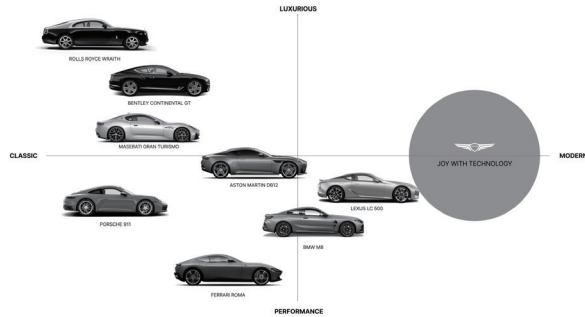 LUXURIOUS
ROLLS ROYCE WRAITH
BENTLEY CONTINENTAL GT
MASERATI GRAN TURISMO
CLASSIC
MODERN
JOY WITH TECHNOLOGY
ASTON MARTIN DB12
LEXUS LC 500
PORSCHE 911
BMW M8
FERRARI ROMA
PERFORMANCE